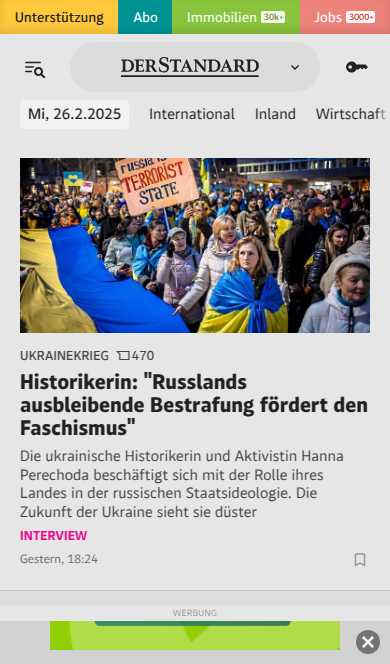 Unterstützung Abo Immobilien 30k+ Jobs 3000+
DERSTANDARD
Mi, 26.2.2025 International Inland Wirtschaft
russia is
TERRORIST
STATE
UKRAINEKRIEG 470
Historikerin: "Russlands
ausbleibende Bestrafung fördert den
Faschismus"
Die ukrainische Historikerin und Aktivistin Hanna
Perechoda beschäftigt sich mit der Rolle ihres
Landes in der russischen Staatsideologie. Die
Zukunft der Ukraine sieht sie düster
INTERVIEW
Gestern, 18:24
WERBUNG